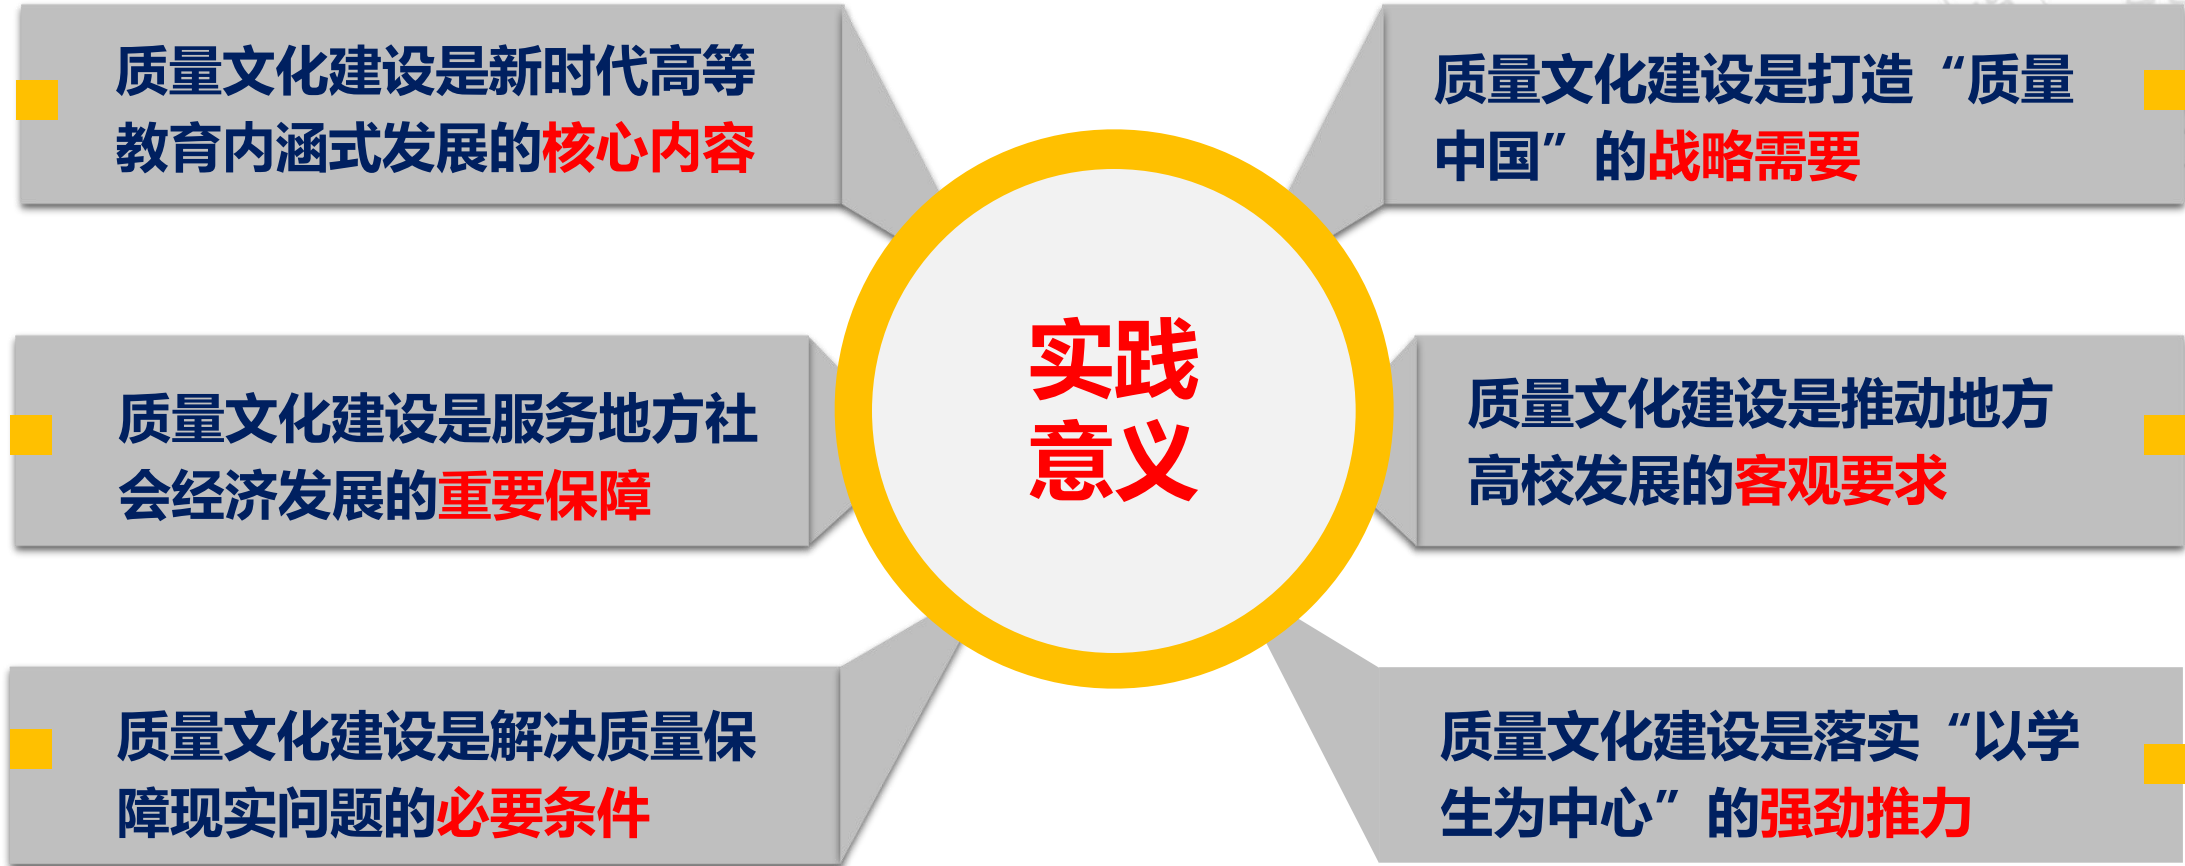 质量文化建设是新时代高等
教育内涵式发展的核心内容
质量文化建设是打造“质量
中国”的战略需要
实践
意义
质量文化建设是服务地方社
会经济发展的重要保障
质量文化建设是推动地方
高校发展的客观要求
质量文化建设是解决质量保
障现实问题的必要条件
质量文化建设是落实“以学
生为中心”的强劲推力